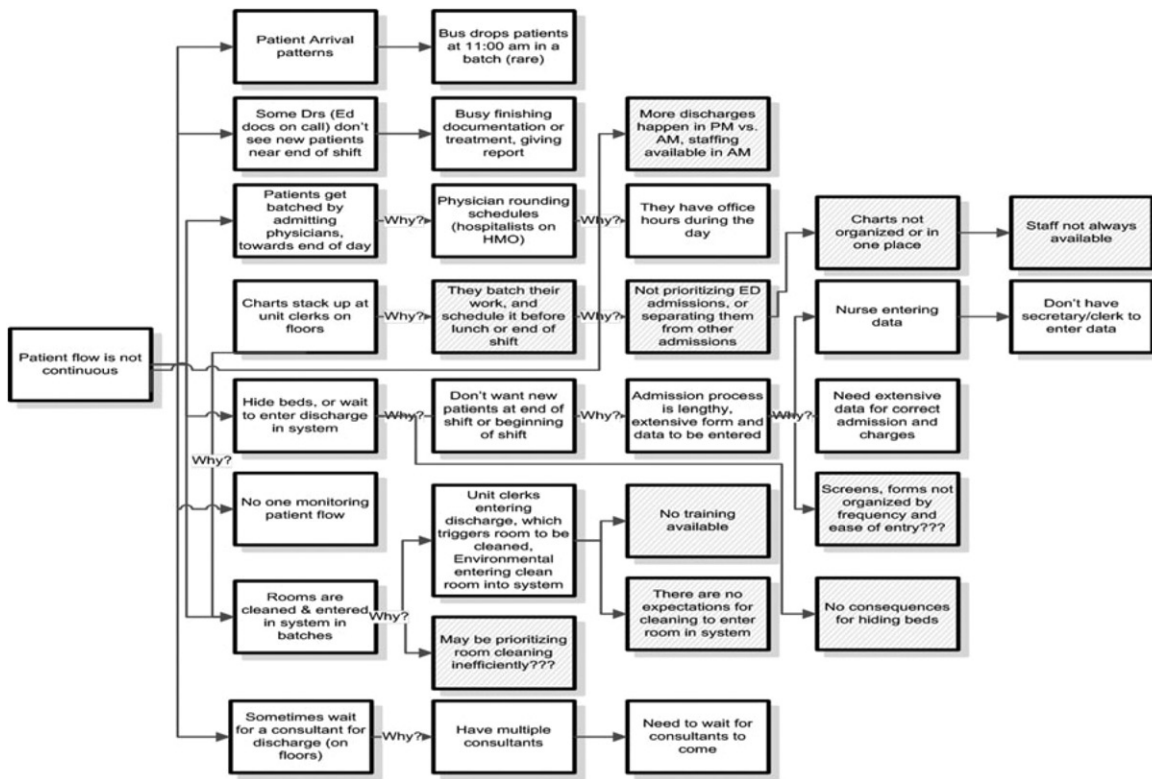 Patient Arrival
patterns
Bus drops patients
at 11:00 am in a
batch (rare)
Some Drs (Ed
docs on call) don't
see new patients
near end of shift
Busy finishing
documentation or
treatment, giving
report
More discharges
happen in PM vs.
AM, staffing
available in AM
Patients get
batched by
admitting
physicians,
towards end of day
Why?
Physician rounding
schedules
(hospitalists on
HMO)
Why?
They have office
hours during the
day
Charts not
organized or in
one place
Staff not always
available
Charts stack up at
unit clerks on
floors
Why?
They batch their
work, and
schedule it before
lunch or end of
shift
Why?
Not prioritizing ED
admissions, or
separating them
from other
admissions
Nurse entering
data
Don't have
secretary/clerk to
enter data
Patient flow is not
continuous
Hide beds, or wait
to enter discharge
in system
Why?
Don't want new
patients at end of
shift or beginning
of shift
Why?
Admission process
is lengthy,
extensive form and
data to be entered
Why?
Need extensive
data for correct
admission and
charges
Why?
No one monitoring
patient flow
Unit clerks
entering
discharge, which
triggers room to be
cleaned,
Environmental
entering clean
room into system
No training
available
Screens, forms not
organized by
frequency and
ease of entry???
Rooms are
cleaned & entered
in system in
batches
Why?
There are no
expectations for
cleaning to enter
room in system
No consequences
for hiding beds
May be prioritizing
room cleaning
inefficiently???
Sometimes wait
for a consultant for
discharge (on
floors)
Why?
Have multiple
consultants
Need to wait for
consultants to
come